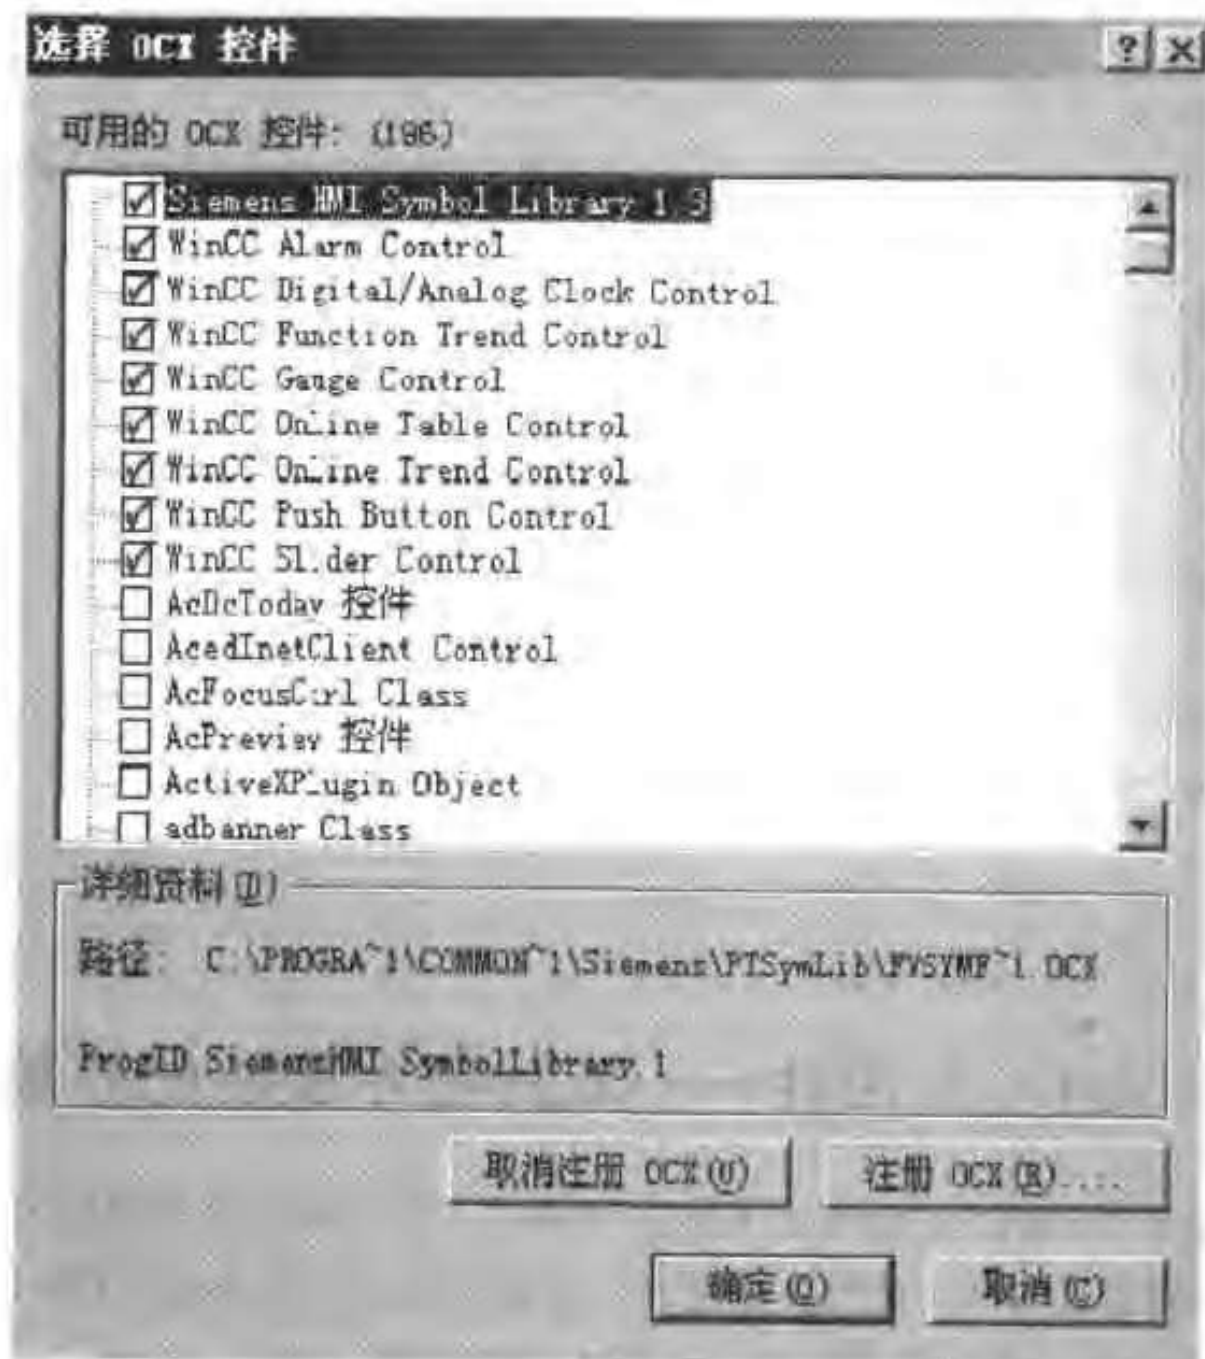 选择 OCX 控件
可用的 OCX 控件: (196)
Siemens HMI Symbol Library 1.3
WinCC Alarm Control
WinCC Digital/Analog Clock Control
WinCC Function Trend Control
WinCC Gauge Control
WinCC Online Table Control
WinCC Online Trend Control
WinCC Push Button Control
WinCC Slider Control
AcDcToday 控件
AcedInetClient Control
AcFocusCtrl Class
AcPreview 控件
ActiveXPlugin Object
adbanner Class
详细资料(D)
路径: C:\PROGRA~1\COMMON~1\Siemens\PTSymLib\FVSYMF~1.OCX
ProgID SiemensHMI SymbolLibrary.1
取消注册 OCX(U)
注册 OCX(R)....
确定(O)
取消(C)